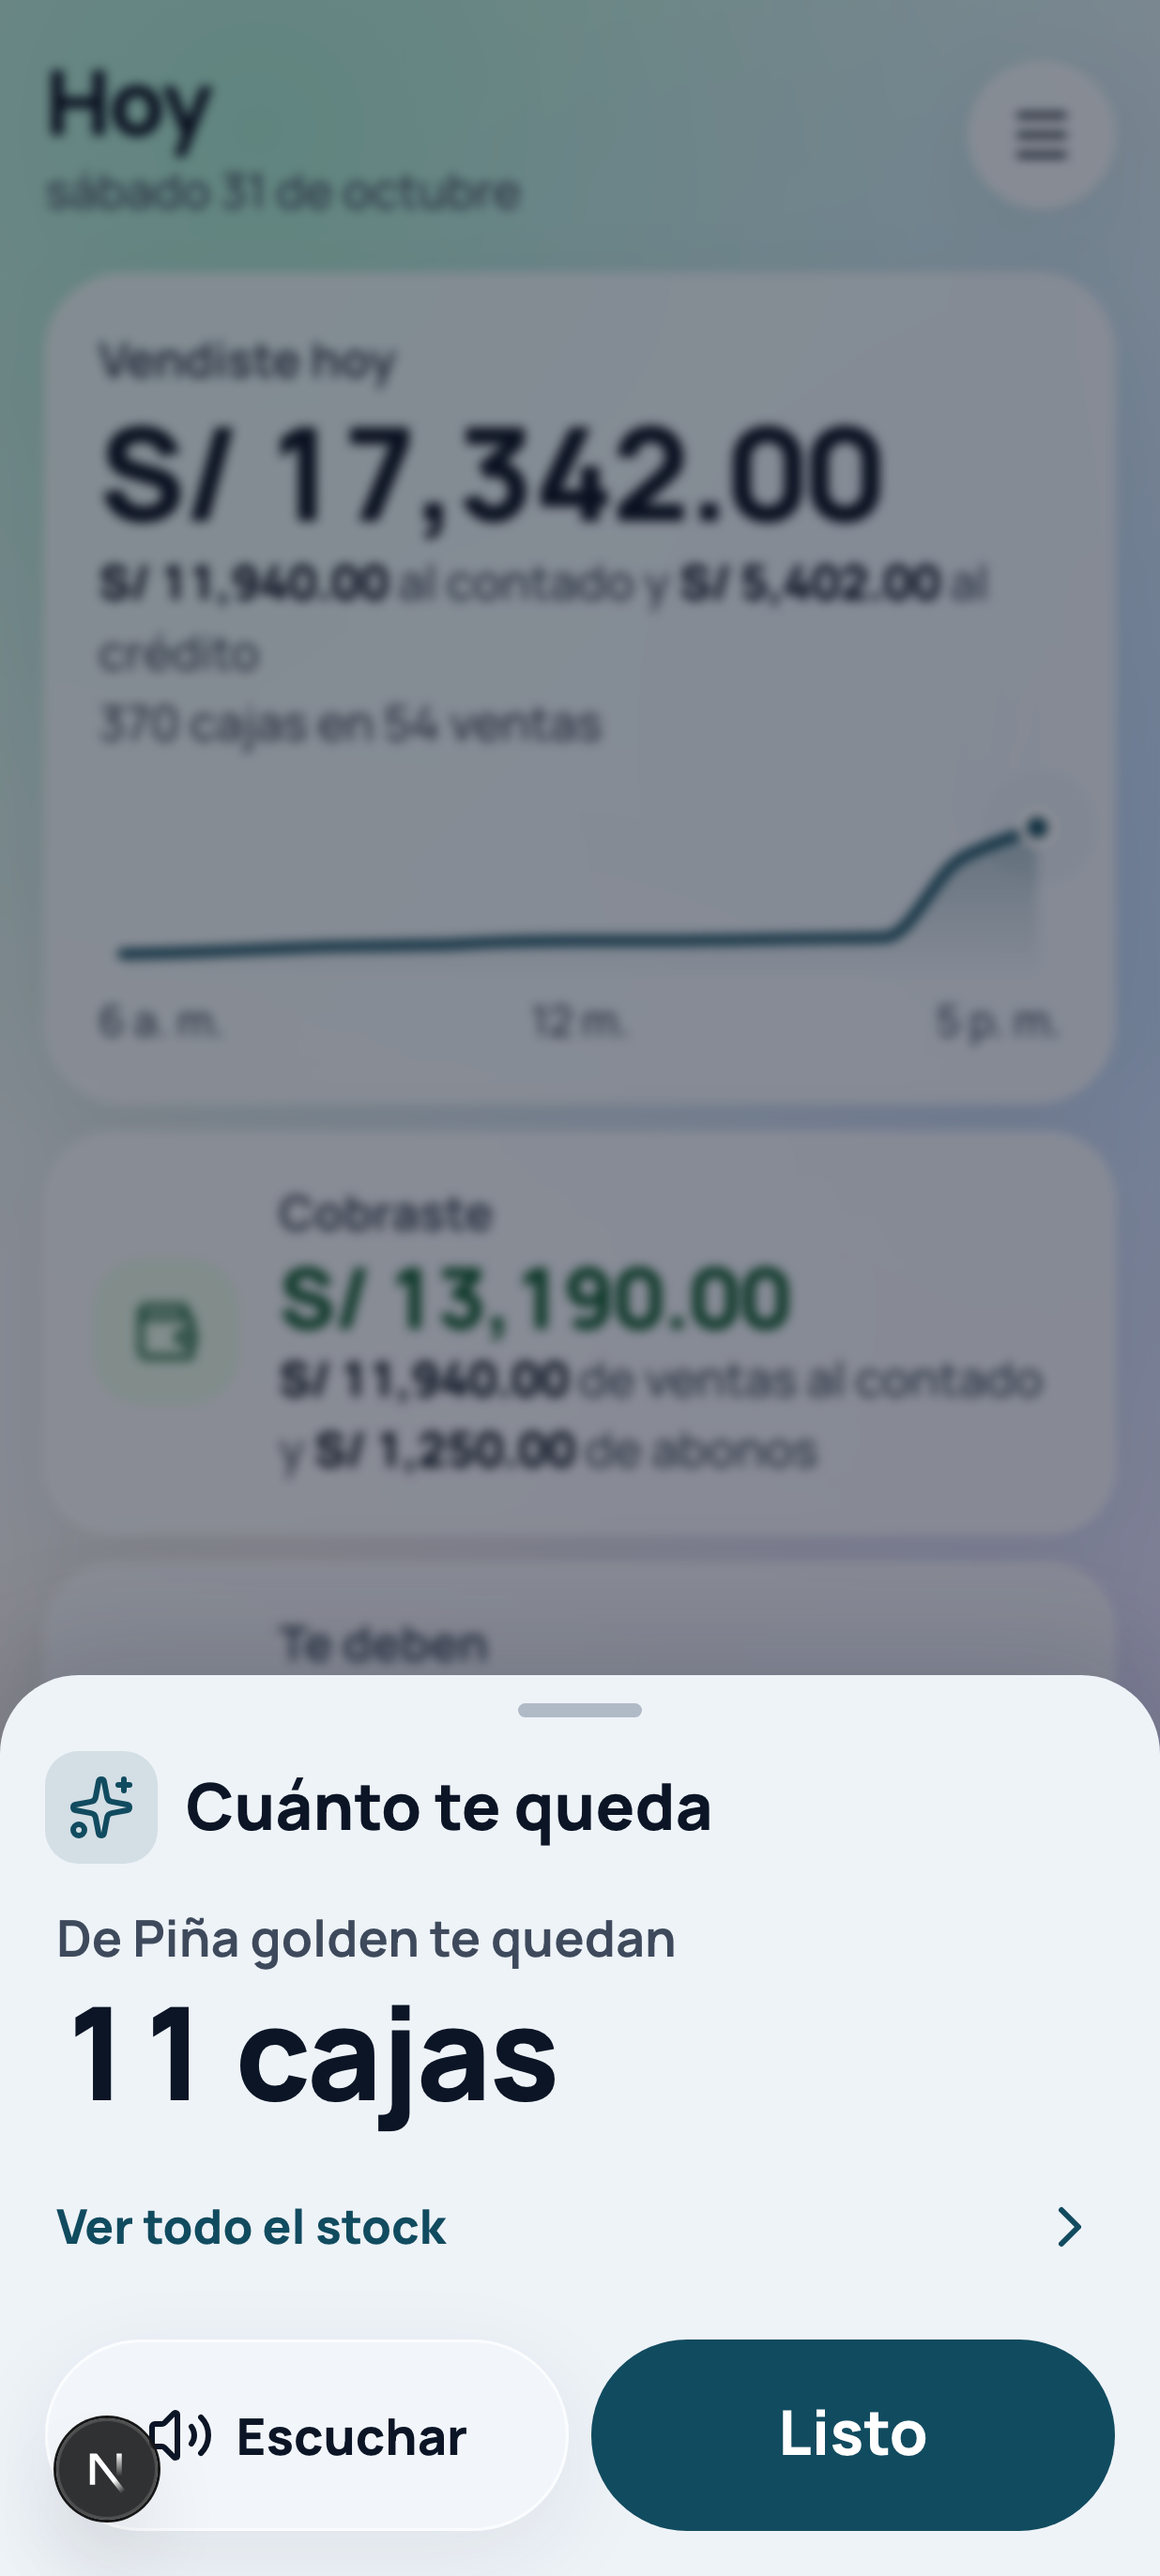 Hoy
sábado 31 de octubre
Vendiste hoy
S/ 17,342.00
S/ 11,940.00 al contado y S/ 5,402.00 al
crédito
370 cajas en 54 ventas
6 a. m. 12 m. 5 p. m.
Cobraste
S/ 13,190.00
S/ 11,940.00 de ventas al contado
y S/ 1,250.00 de abonos
Te deben
Cuánto te queda
De Piña golden te quedan
11 cajas
Ver todo el stock
Escuchar
Listo
N